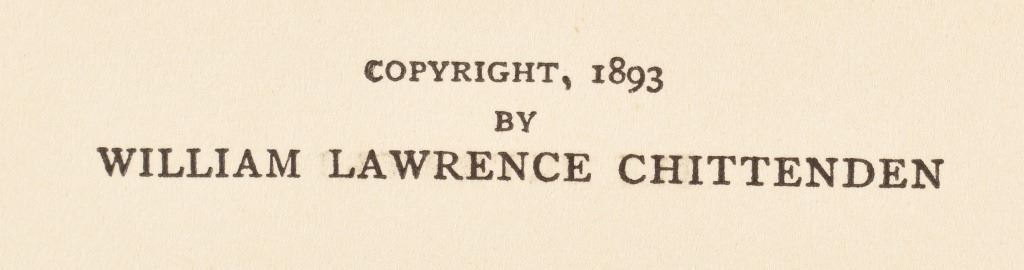 COPYRIGHT, 1893
BY
WILLIAM LAWRENCE CHITTENDEN